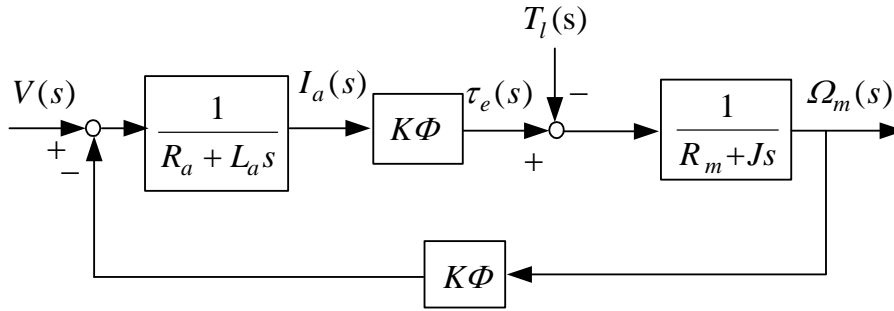 T_l(s)
V(s)
I_a(s)
τ_e(s)
Ω_m(s)
1
R_a + L_a s
KΦ
1
R_m+Js
+
−
+
−
KΦ